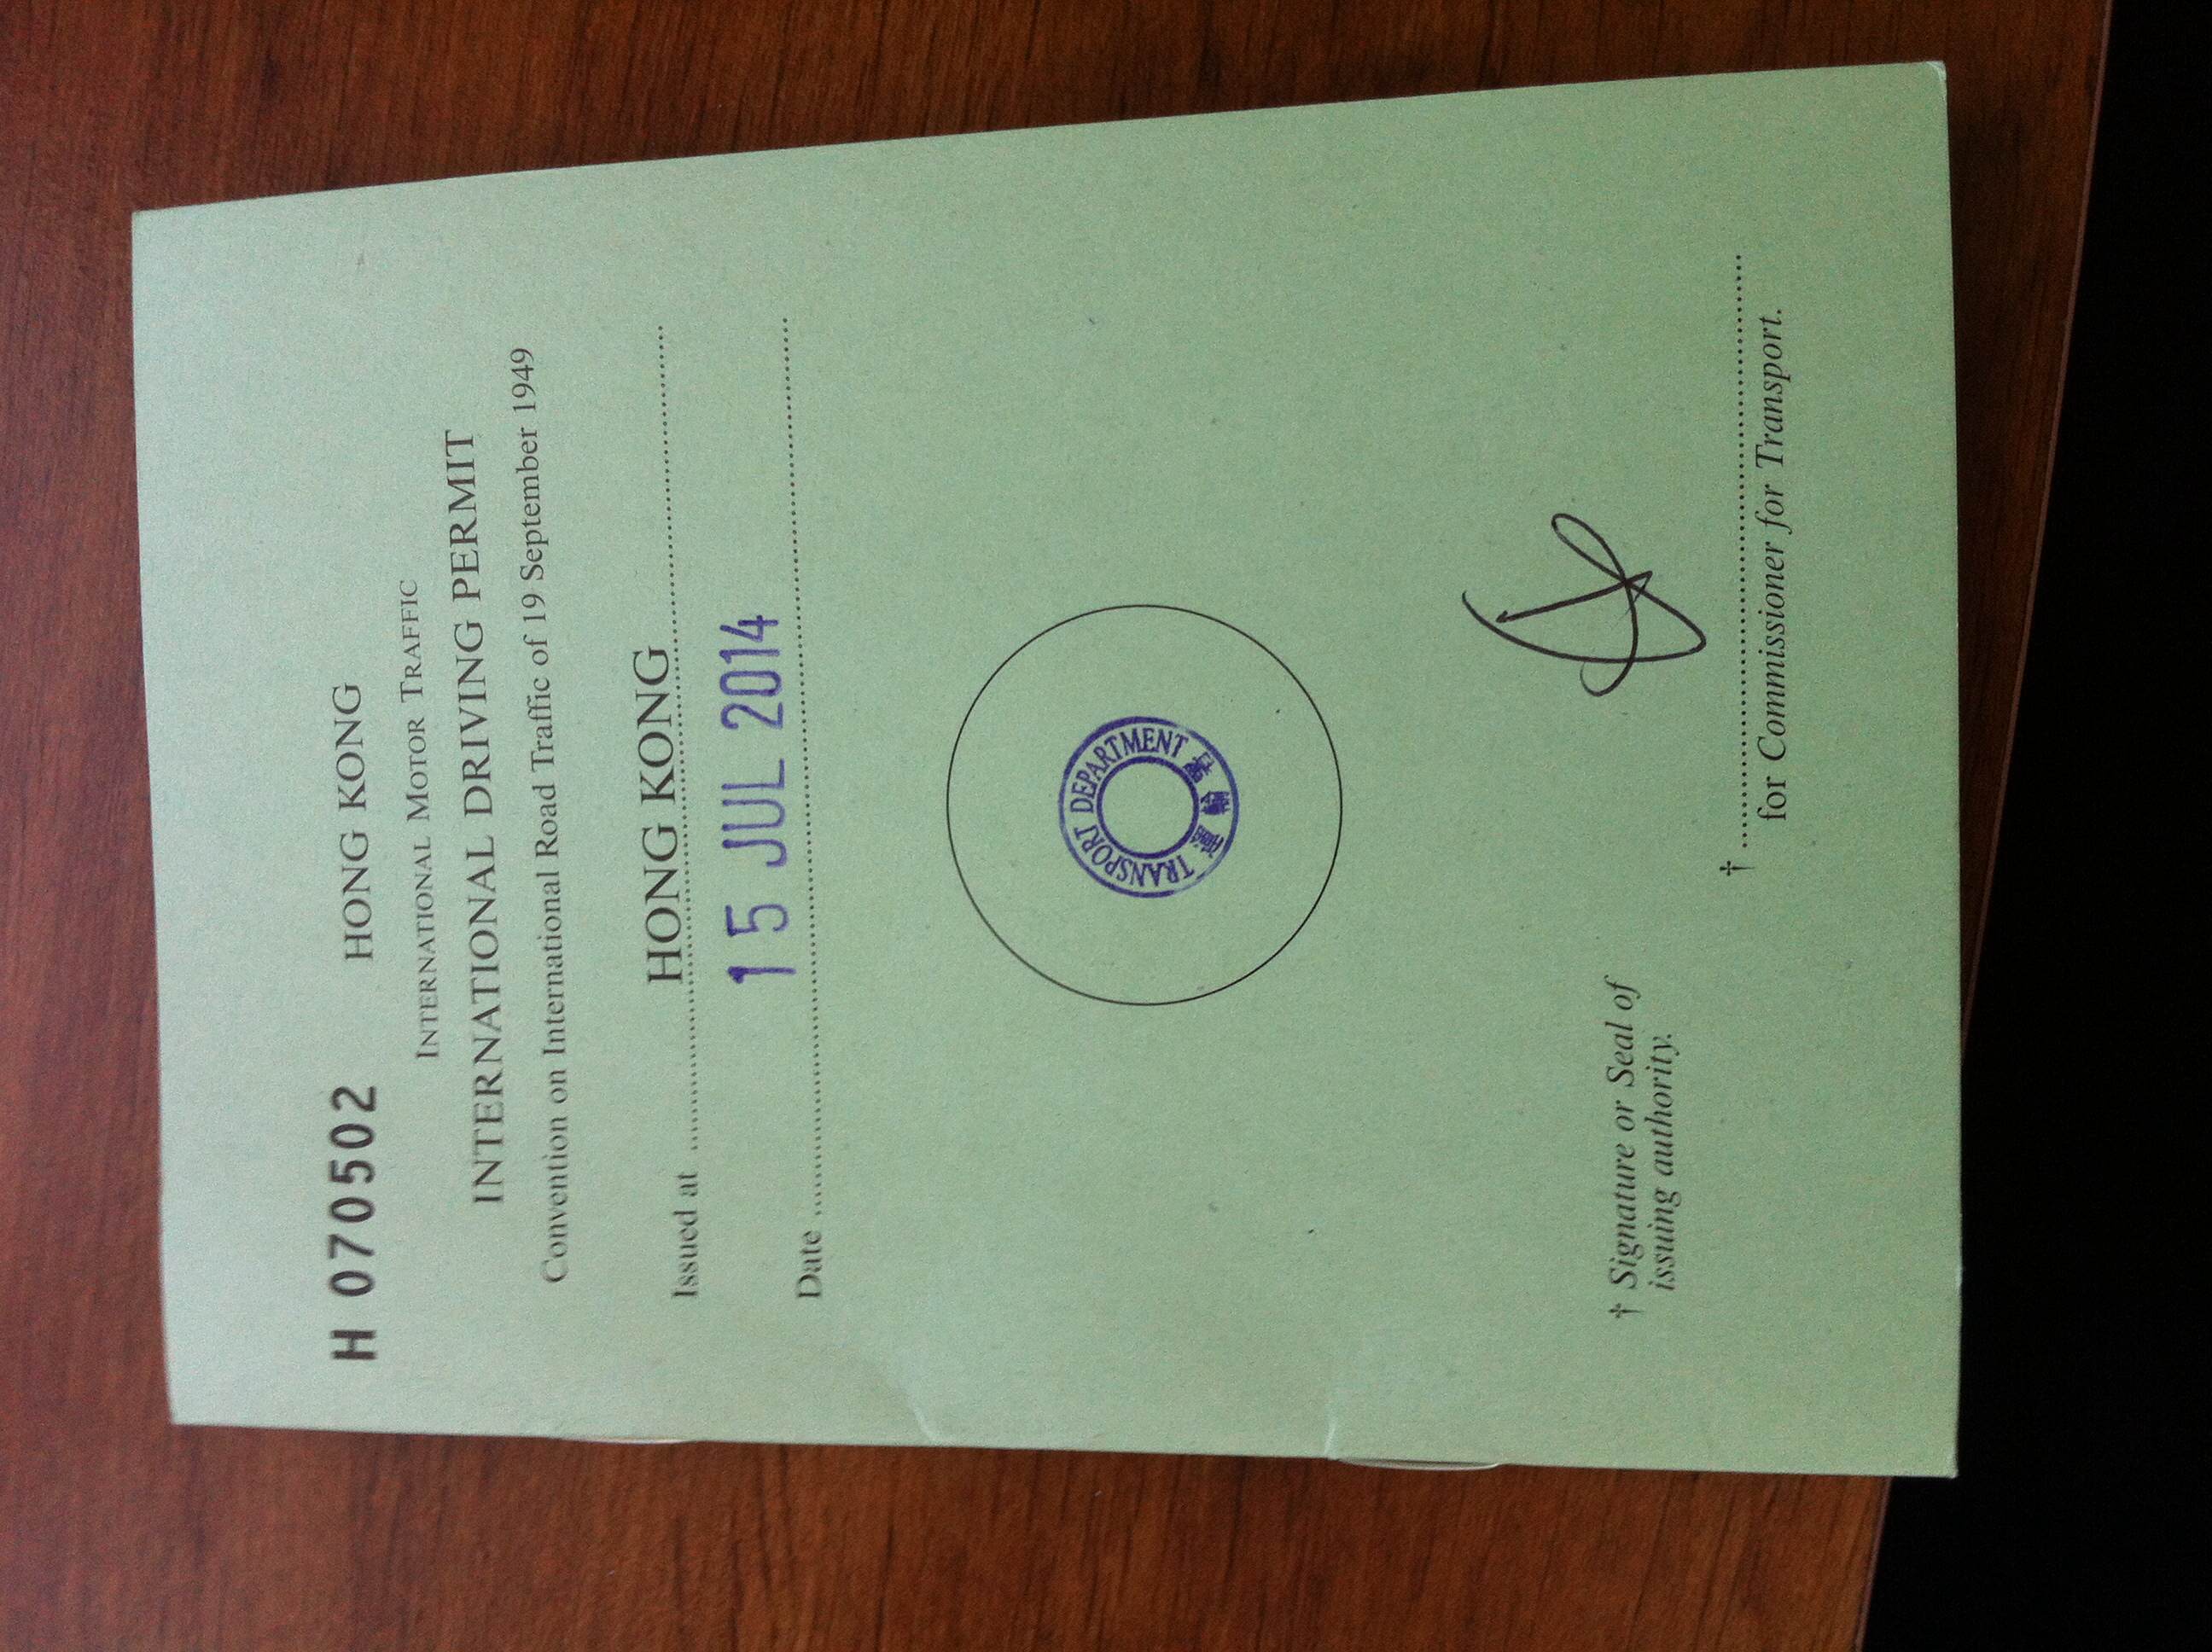 H 070502
HONG KONG
INTERNATIONAL MOTOR TRAFFIC
INTERNATIONAL DRIVING PERMIT
Convention on International Road Traffic of 19 September 1949
Issued at HONG KONG
Date 15 JUL 2014
TRANSPORT DEPARTMENT
運輸署
† Signature or Seal of
issuing authority.
†
for Commissioner for Transport.